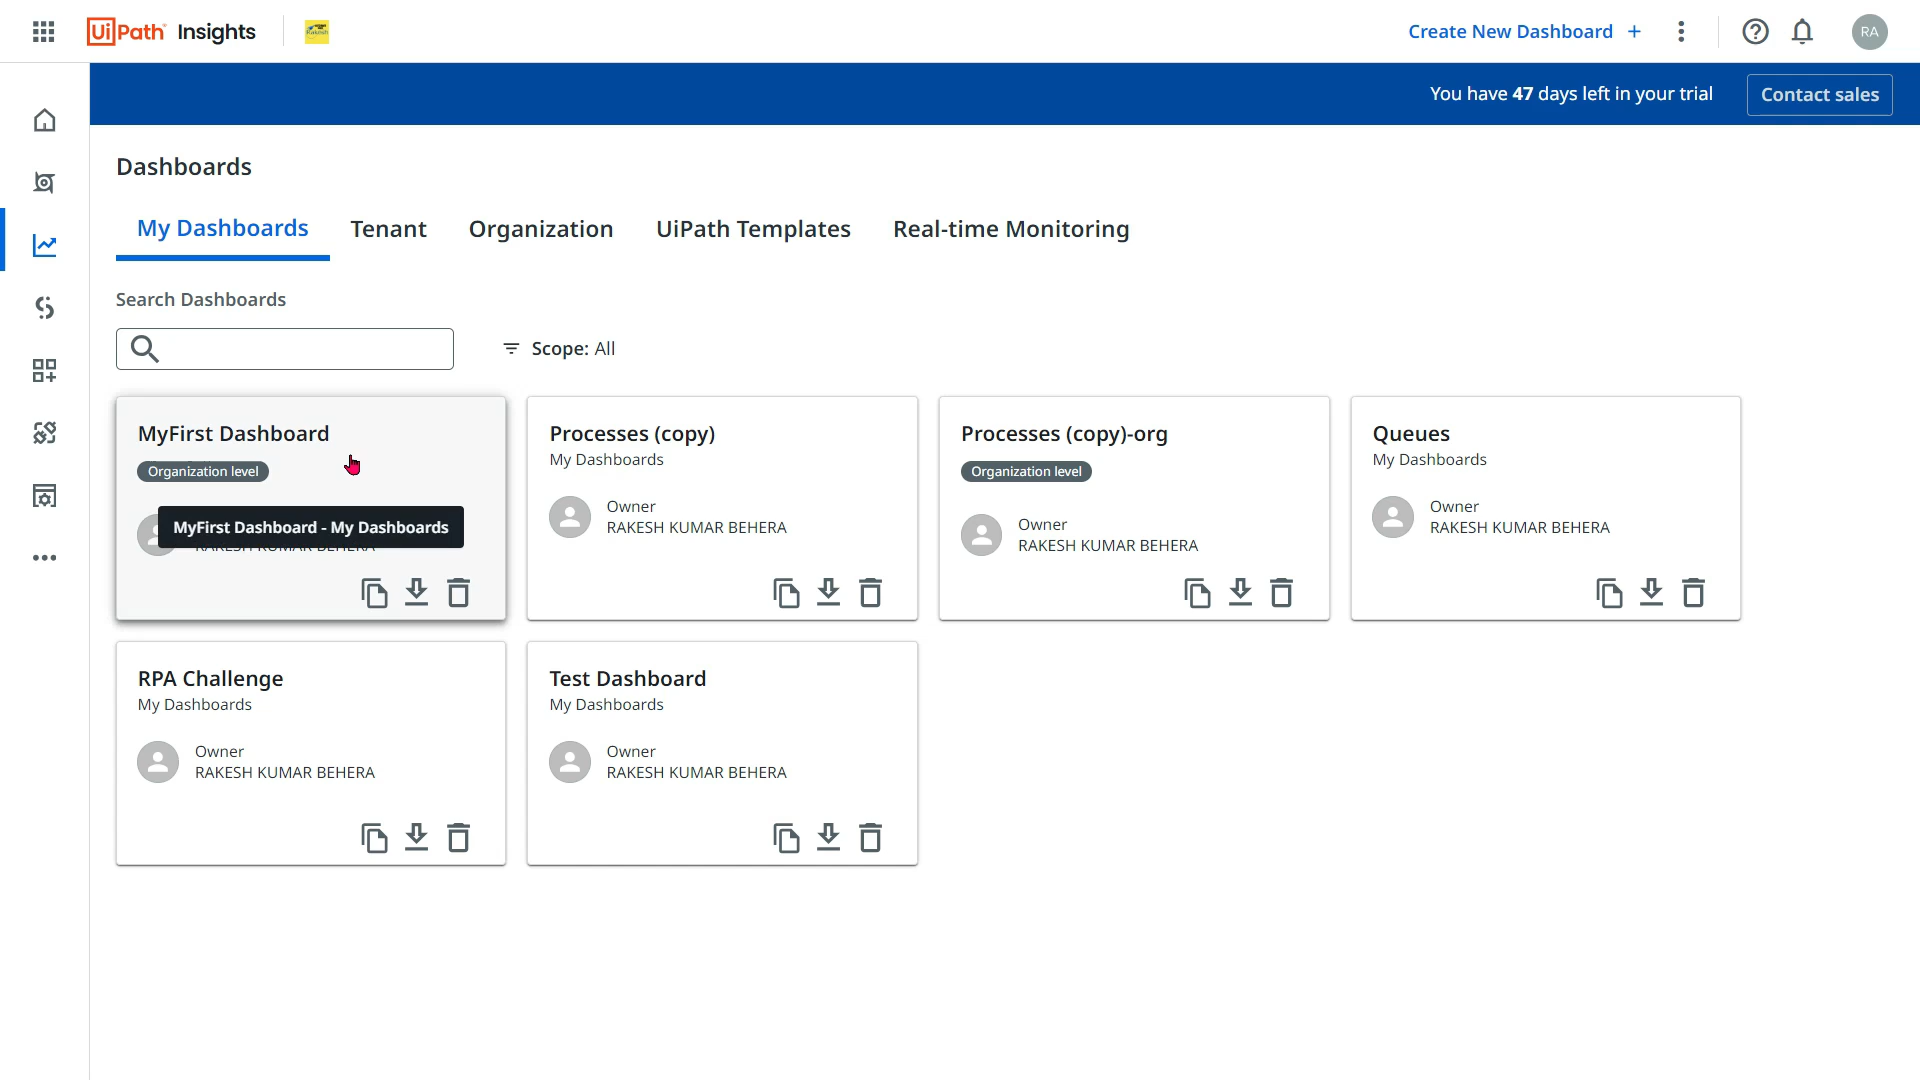 UiPath Insights
Create New Dashboard +
RA
You have 47 days left in your trial
Contact sales
Dashboards
My Dashboards
Tenant
Organization
UiPath Templates
Real-time Monitoring
Search Dashboards
Scope: All
MyFirst Dashboard
Organization level
MyFirst Dashboard - My Dashboards
RAKESH KUMAR BEHERA
Processes (copy)
My Dashboards
Owner
RAKESH KUMAR BEHERA
Processes (copy)-org
Organization level
Owner
RAKESH KUMAR BEHERA
Queues
My Dashboards
Owner
RAKESH KUMAR BEHERA
RPA Challenge
My Dashboards
Owner
RAKESH KUMAR BEHERA
Test Dashboard
My Dashboards
Owner
RAKESH KUMAR BEHERA